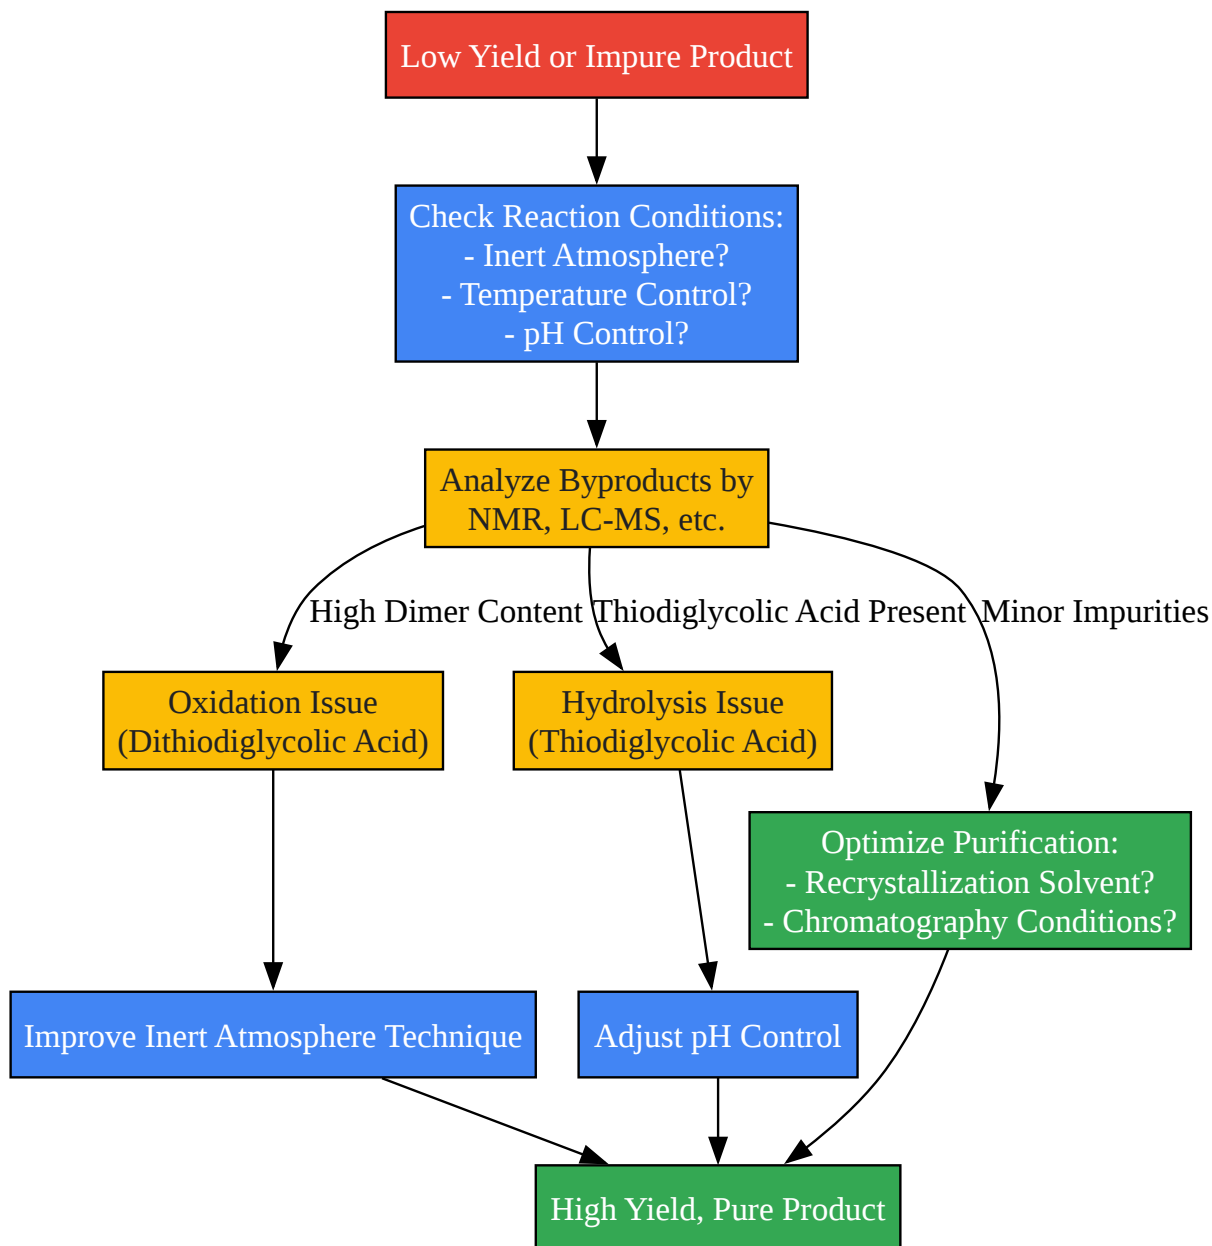 Low Yield or Impure Product
Check Reaction Conditions:
- Inert Atmosphere?
- Temperature Control?
- pH Control?
Analyze Byproducts by
NMR, LC-MS, etc.
High Dimer Content
Thiodiglycolic Acid Present
Minor Impurities
Oxidation Issue
(Dithiodiglycolic Acid)
Hydrolysis Issue
(Thiodiglycolic Acid)
Optimize Purification:
- Recrystallization Solvent?
- Chromatography Conditions?
Improve Inert Atmosphere Technique
Adjust pH Control
High Yield, Pure Product